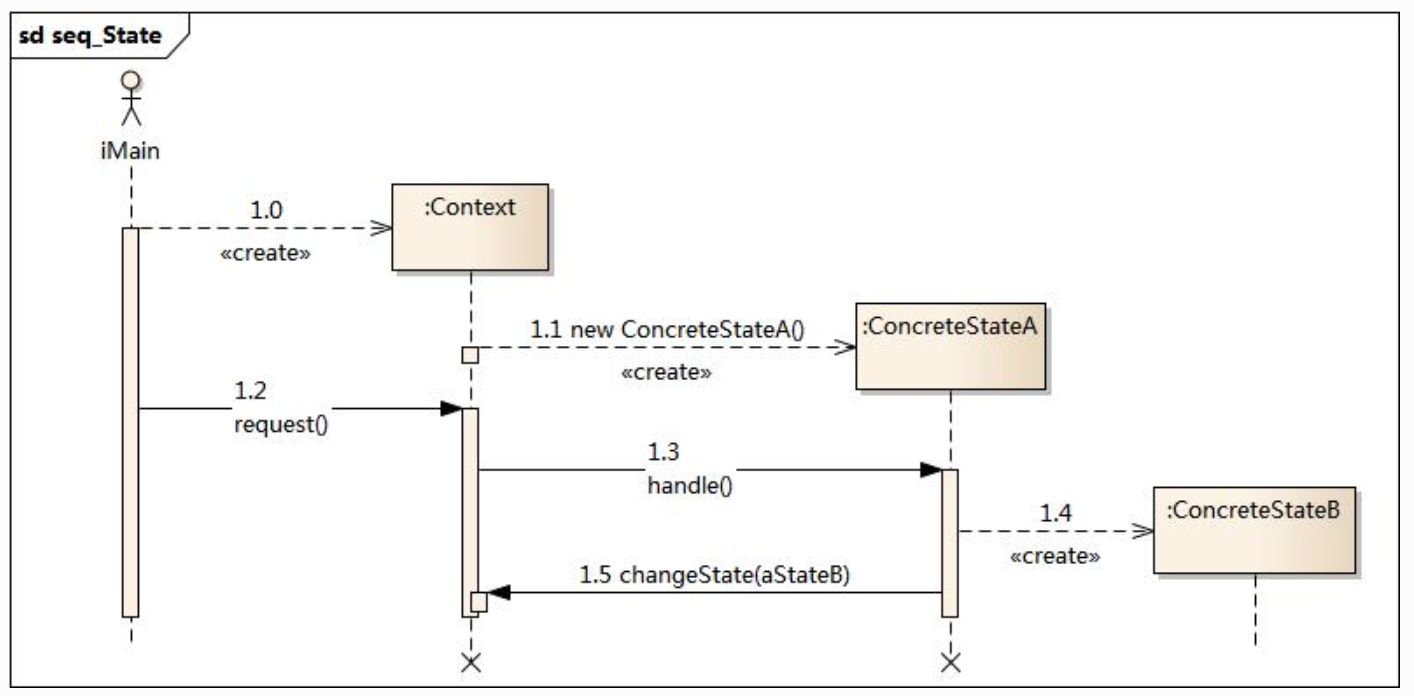 sd seq_State
iMain
1.0
«create»
:Context
1.1 new ConcreteStateA()
«create»
:ConcreteStateA
1.2
request()
1.3
handle()
1.4
«create»
:ConcreteStateB
1.5 changeState(aStateB)